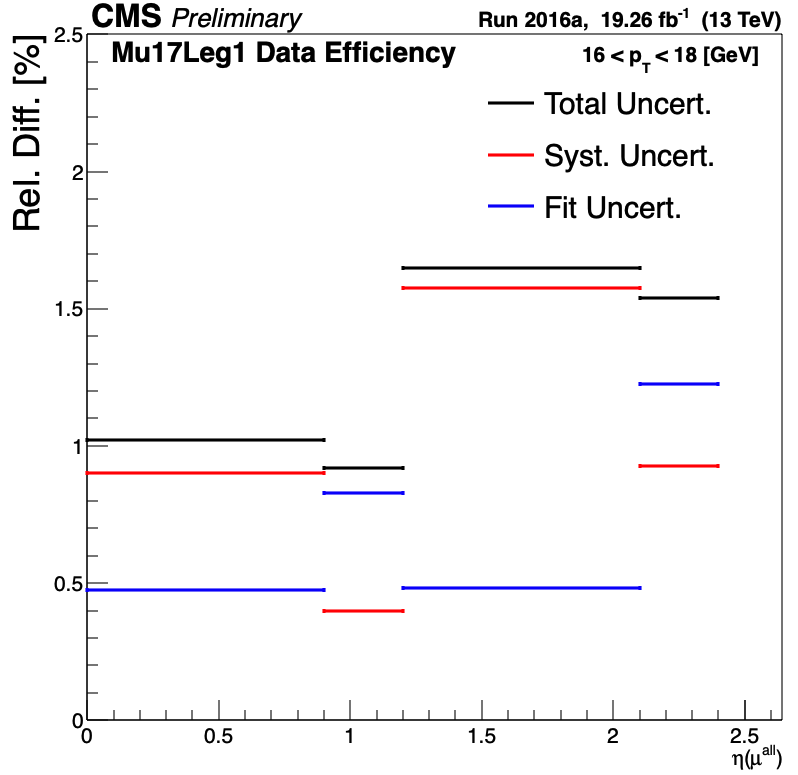 CMS Preliminary Run 2016a, 19.26 fb⁻¹ (13 TeV)
Mu17Leg1 Data Efficiency 16 < p_T < 18 [GeV]
Rel. Diff. [%]
Total Uncert.
Syst. Uncert.
Fit Uncert.
2.5
2
1.5
1
0.5
0
0 0.5 1 1.5 2 2.5
η(μ^all)